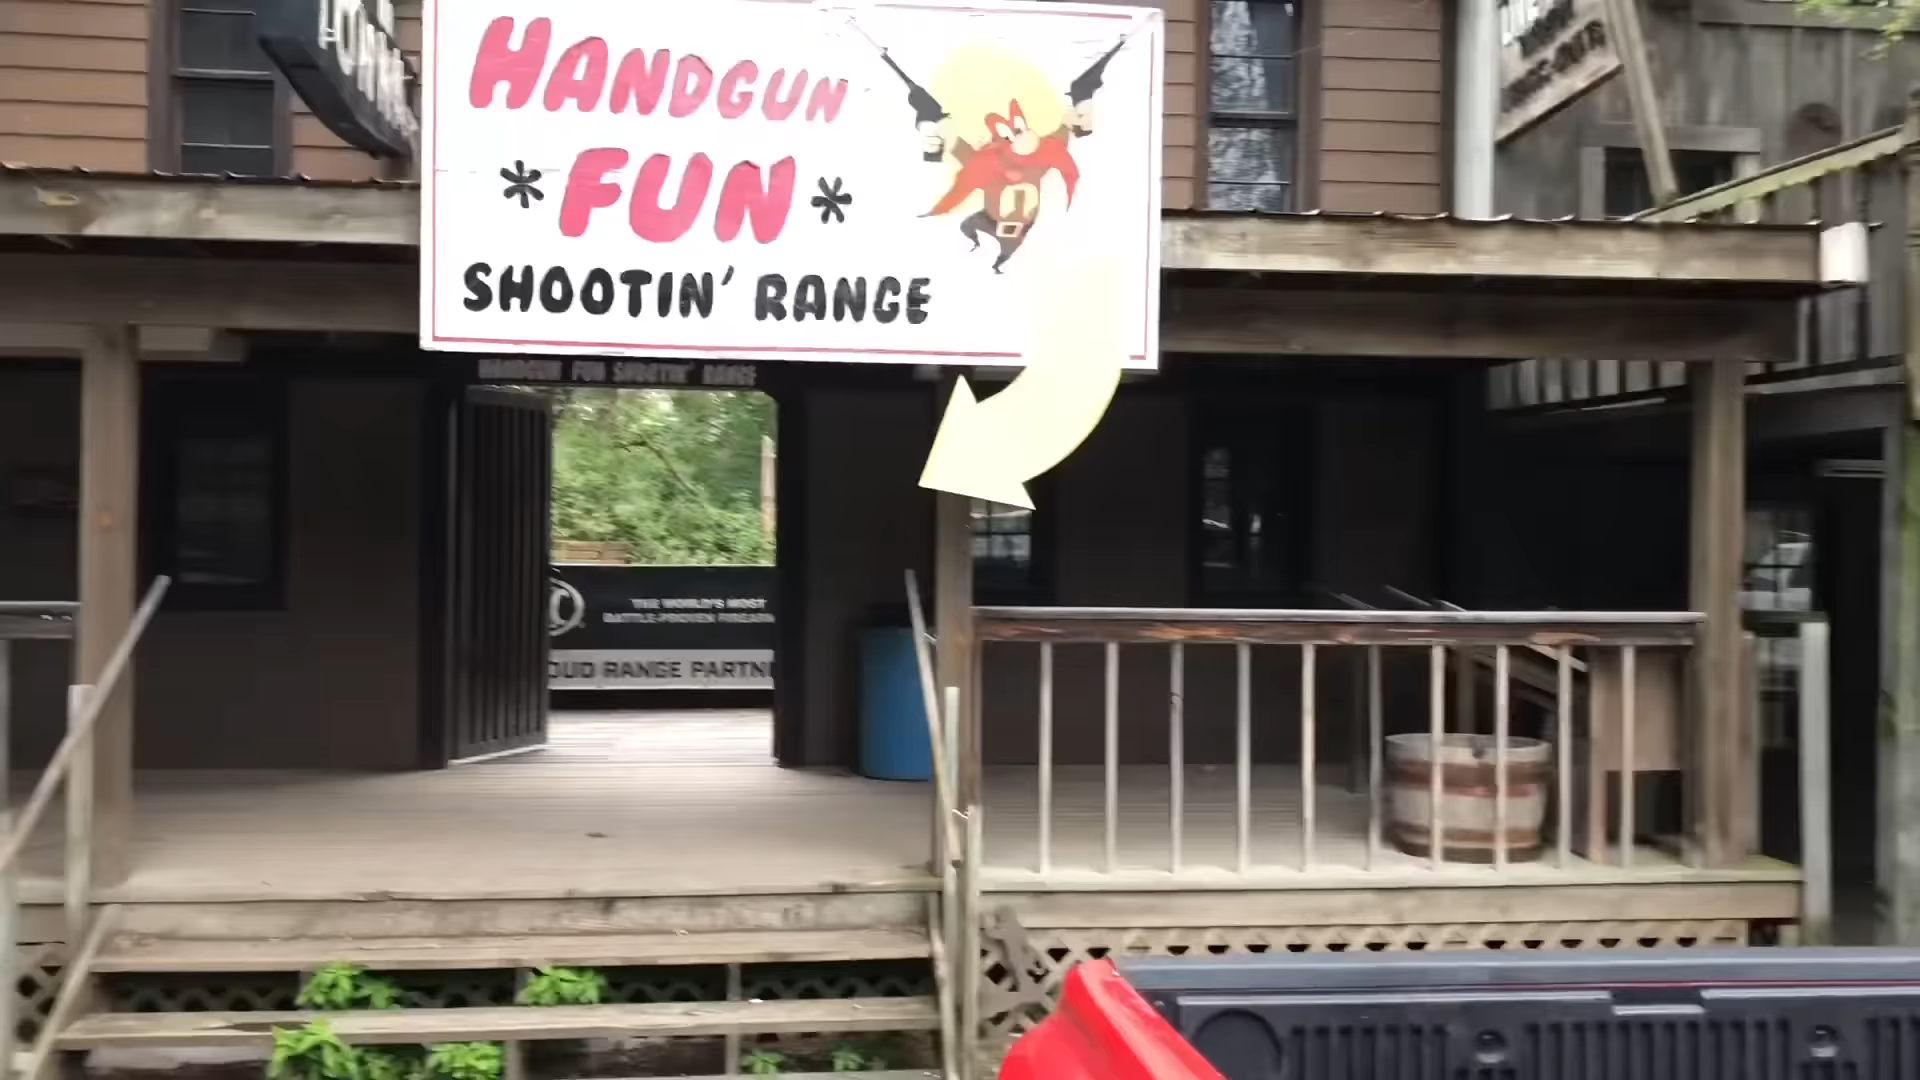 HANDGUN
*FUN*
SHOOTIN' RANGE
HANDGUN FUN SHOOTIN' RANGE
THE WORLD'S MOST
BATTLE-PROVEN FIREARM
OUD RANGE PARTN